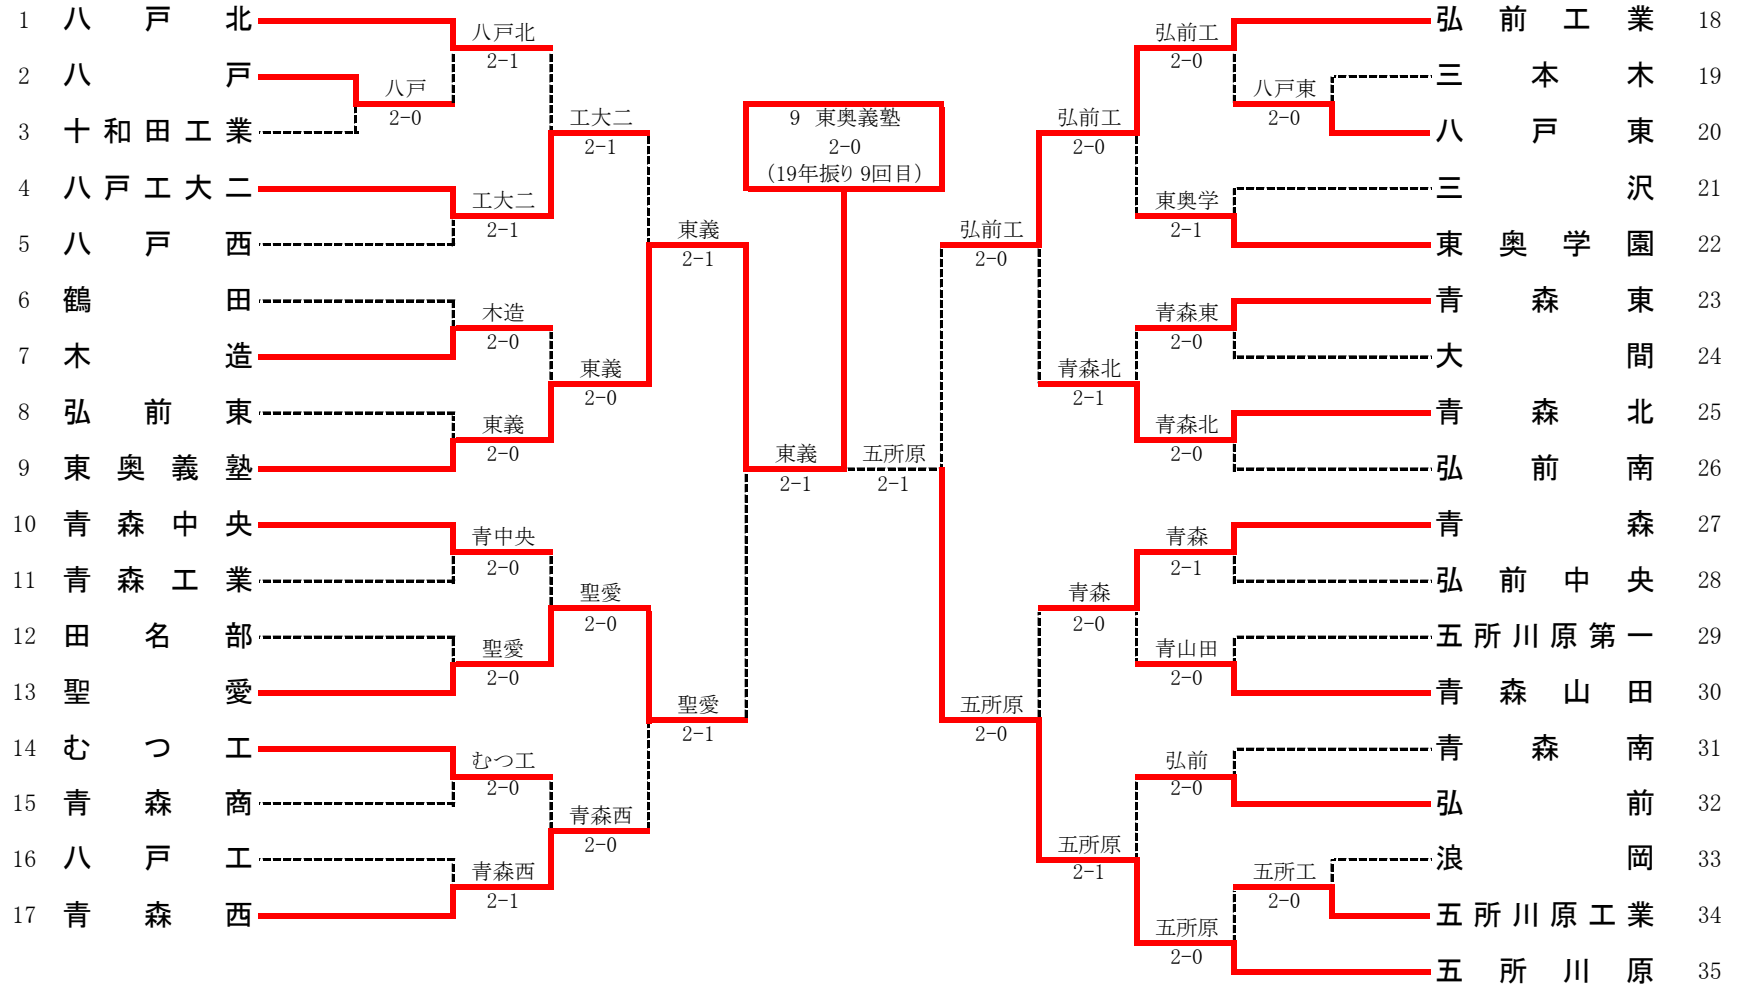 1 八戸北
2 八戸
3 十和田工業
4 八戸工大二
5 八戸西
6 鶴田
7 木造
8 弘前東
9 東奥義塾
10 青森中央
11 青森工業
12 田名部
13 聖愛
14 むつ工
15 青森商
16 八戸工
17 青森西
八戸
2-0
八戸北
2-1
工大二
2-1
木造
2-0
東義
2-0
青中央
2-0
聖愛
2-0
むつ工
2-0
青森西
2-1
工大二
2-1
東義
2-0
聖愛
2-0
青森西
2-0
東義
2-1
聖愛
2-1
東義
2-1
9 東奥義塾
2-0
（19年振り 9回目）
五所原
2-1
弘前工
2-0
五所原
2-0
弘前工
2-0
青森北
2-1
青森
2-0
五所原
2-1
弘前工
2-0
東奥学
2-1
青森東
2-0
青森北
2-0
青森
2-1
青山田
2-0
弘前
2-0
五所原
2-0
八戸東
2-0
五所工
2-0
弘前工業 18
三本木 19
八戸東 20
三沢 21
東奥学園 22
青森東 23
大間 24
青森北 25
弘前南 26
青森 27
弘前中央 28
五所川原第一 29
青森山田 30
青森南 31
弘前 32
浪岡 33
五所川原工業 34
五所川原 35